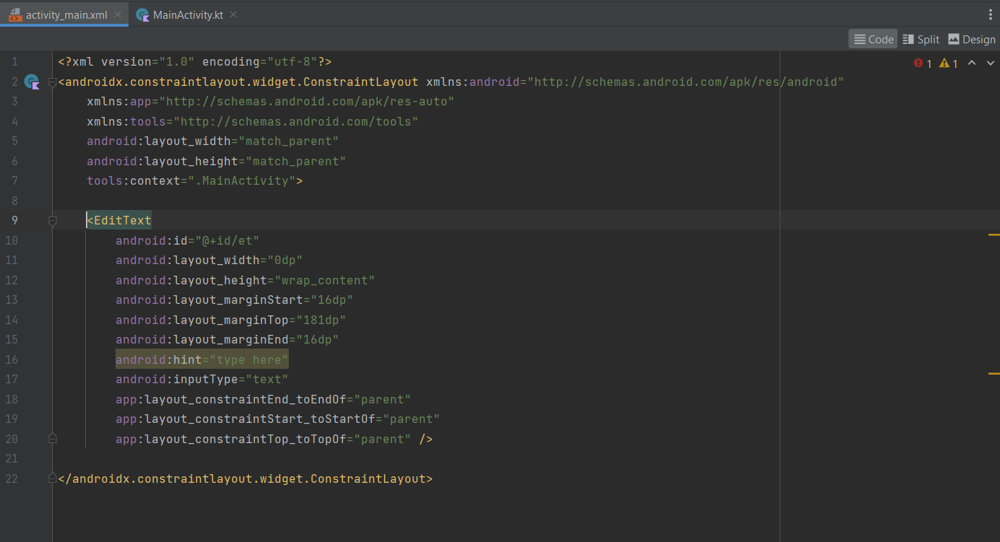 activity_main.xml MainActivity.kt
Code Split Design
1 <?xml version="1.0" encoding="utf-8"?> 1 1
2 <androidx.constraintlayout.widget.ConstraintLayout xmlns:android="http://schemas.android.com/apk/res/android"
3 xmlns:app="http://schemas.android.com/apk/res-auto"
4 xmlns:tools="http://schemas.android.com/tools"
5 android:layout_width="match_parent"
6 android:layout_height="match_parent"
7 tools:context=".MainActivity">
8
9 <EditText
10 android:id="@+id/et"
11 android:layout_width="0dp"
12 android:layout_height="wrap_content"
13 android:layout_marginStart="16dp"
14 android:layout_marginTop="181dp"
15 android:layout_marginEnd="16dp"
16 android:hint="type here"
17 android:inputType="text"
18 app:layout_constraintEnd_toEndOf="parent"
19 app:layout_constraintStart_toStartOf="parent"
20 app:layout_constraintTop_toTopOf="parent" />
21
22 </androidx.constraintlayout.widget.ConstraintLayout>